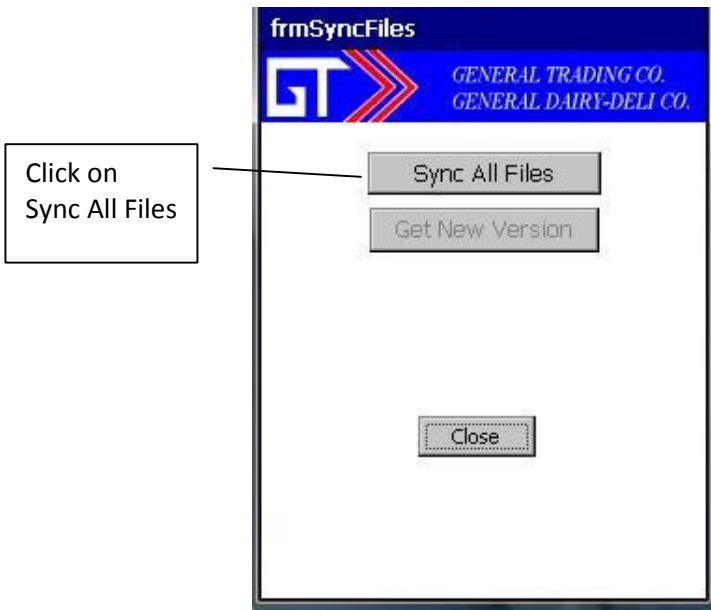 frmSyncFiles
GT
GENERAL TRADING CO.
GENERAL DAIRY-DELI CO.
Click on
Sync All Files
Sync All Files
Get New Version
Close